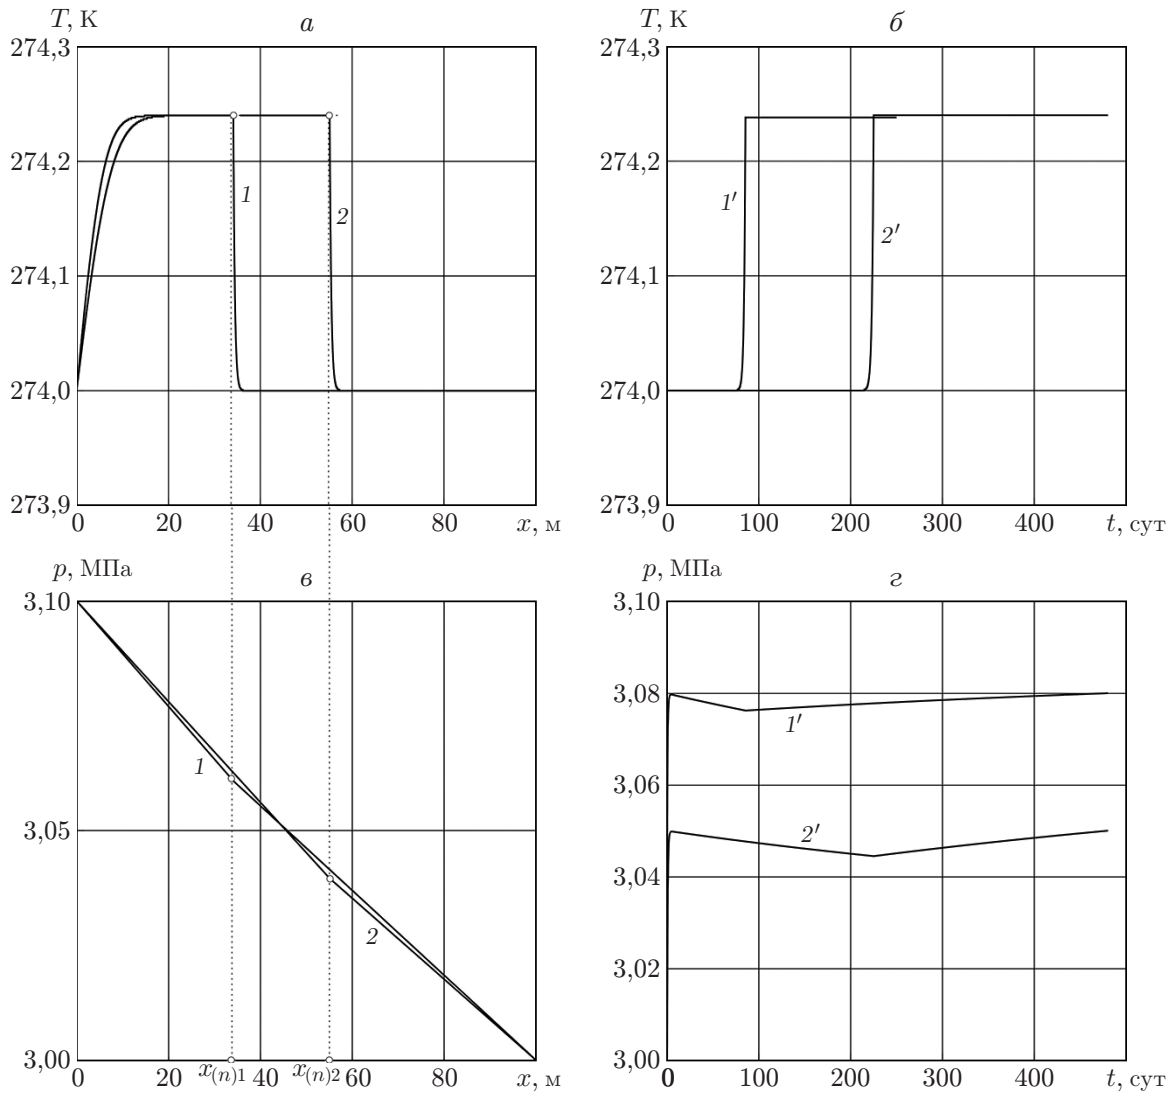 T, К
а
274,3
274,2
274,1
274,0
273,9
1
2
0 20 40 60 80 x, м
T, К
б
274,3
274,2
274,1
274,0
273,9
1′
2′
0 100 200 300 400 t, сут
p, МПа
в
3,10
3,05
3,00
1
2
0 20 x(n)1 40 x(n)2 60 80 x, м
p, МПа
г
3,10
3,08
3,06
3,04
3,02
3,00
1′
2′
0 100 200 300 400 t, сут